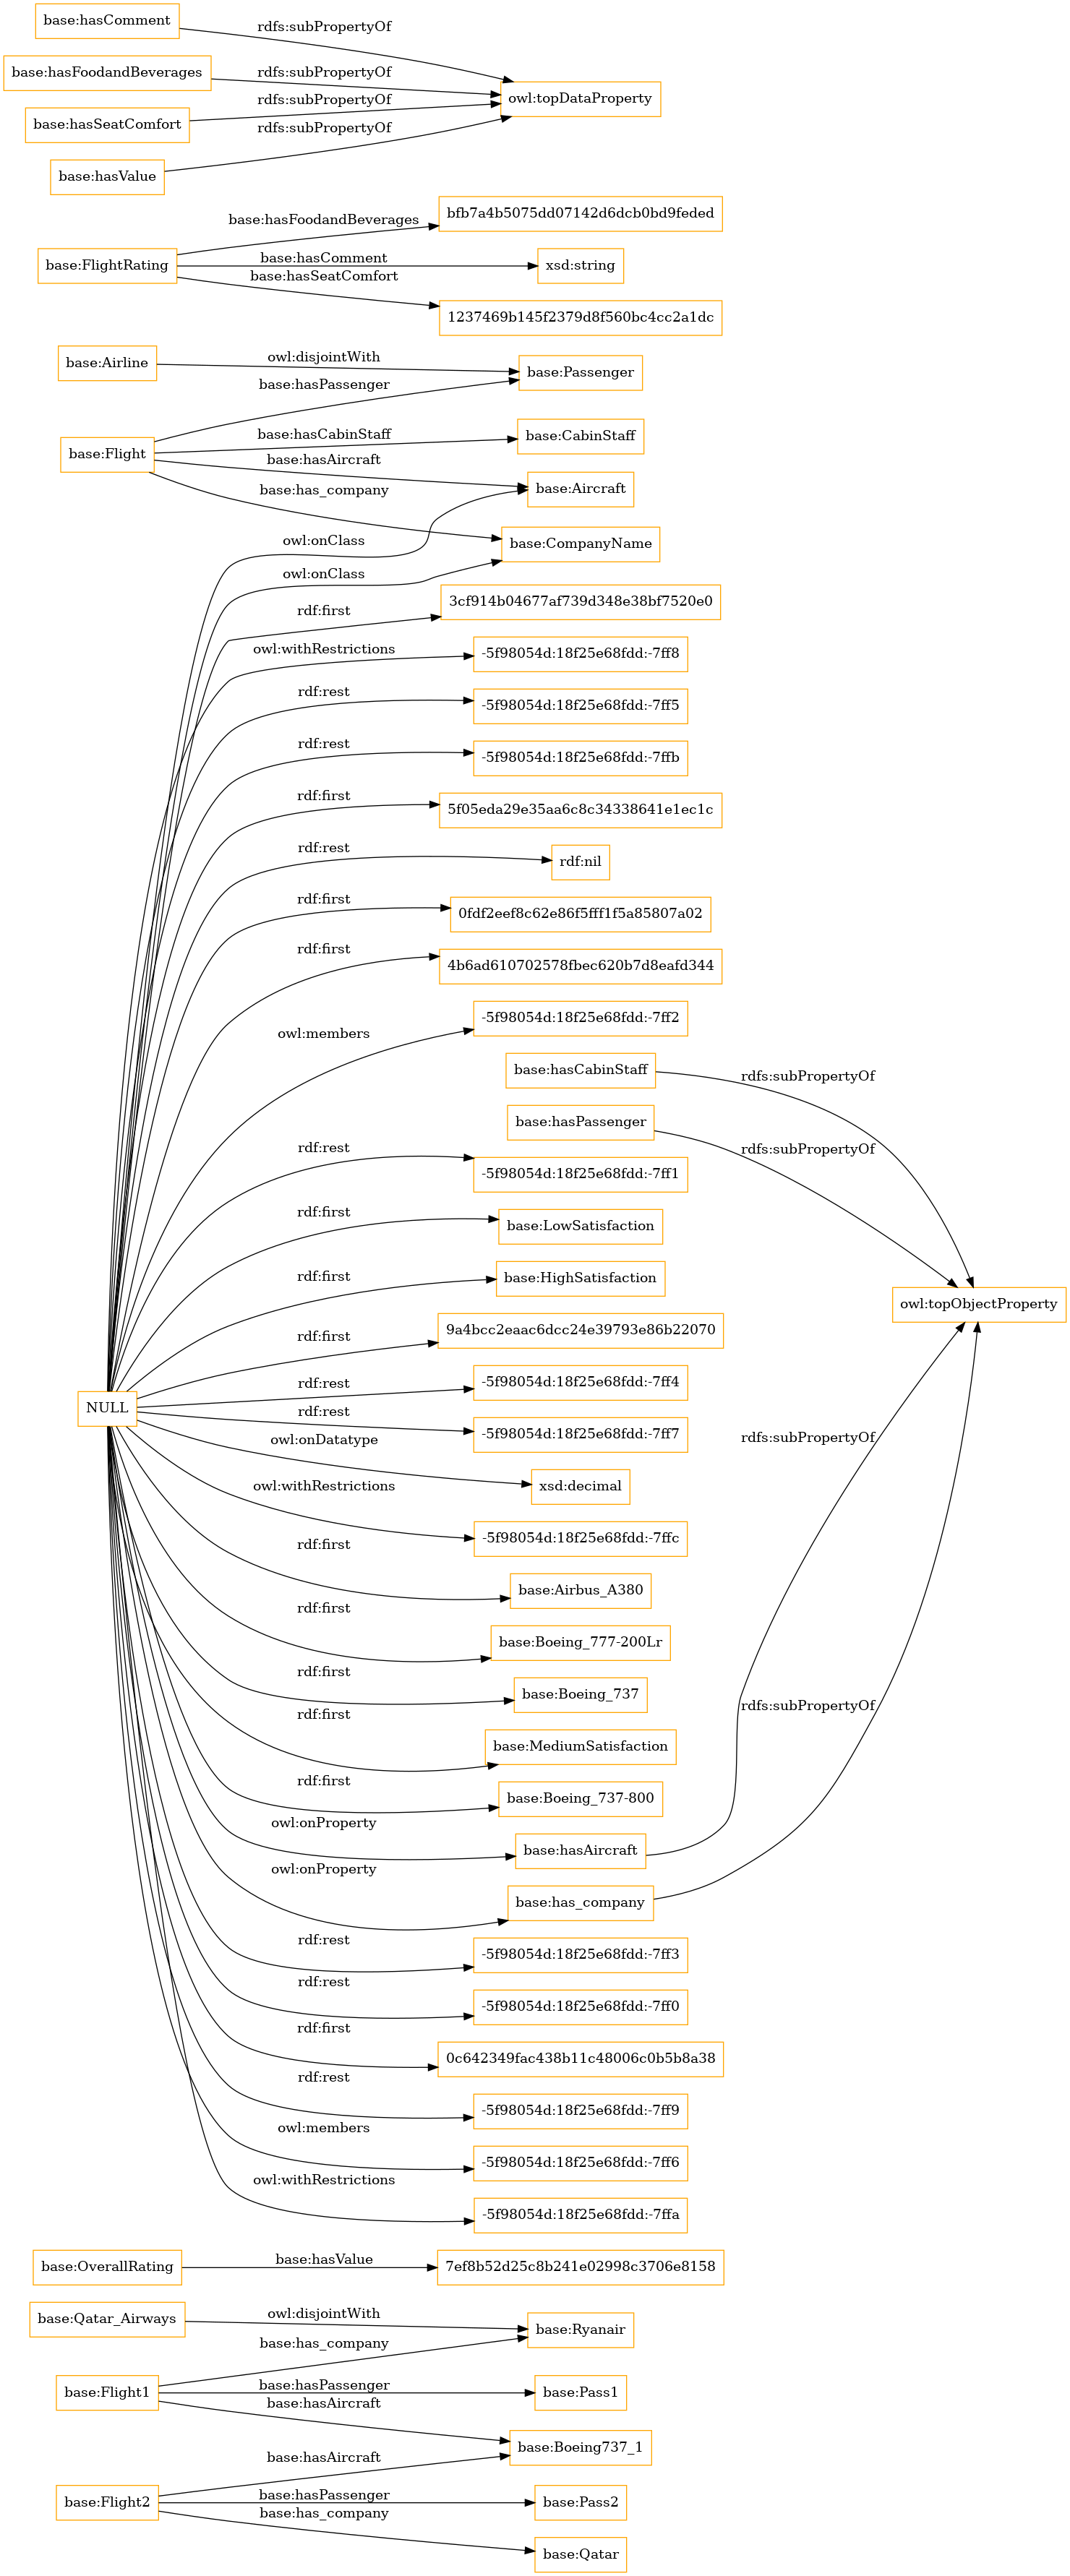 base:hasComment
rdfs:subPropertyOf
base:hasFoodandBeverages
rdfs:subPropertyOf
owl:topDataProperty
rdfs:subPropertyOf
base:hasSeatComfort
rdfs:subPropertyOf
base:hasValue
bfb7a4b5075dd07142d6dcb0bd9feded
base:hasFoodandBeverages
base:FlightRating
base:hasComment
xsd:string
base:hasSeatComfort
1237469b145f2379d8f560bc4cc2a1dc
base:Airline
owl:disjointWith
base:Passenger
base:hasPassenger
base:Flight
base:hasCabinStaff
base:CabinStaff
base:hasAircraft
base:Aircraft
base:has_company
owl:onClass
base:CompanyName
owl:onClass
3cf914b04677af739d348e38bf7520e0
rdf:first
owl:withRestrictions
-5f98054d:18f25e68fdd:-7ff8
rdf:rest
-5f98054d:18f25e68fdd:-7ff5
rdf:rest
-5f98054d:18f25e68fdd:-7ffb
rdf:first
5f05eda29e35aa6c8c34338641e1ec1c
rdf:rest
rdf:nil
rdf:first
0fdf2eef8c62e86f5fff1f5a85807a02
rdf:first
4b6ad610702578fbec620b7d8eafd344
owl:members
-5f98054d:18f25e68fdd:-7ff2
base:hasCabinStaff
rdfs:subPropertyOf
base:hasPassenger
rdfs:subPropertyOf
rdf:rest
-5f98054d:18f25e68fdd:-7ff1
rdf:first
base:LowSatisfaction
rdf:first
base:HighSatisfaction
owl:topObjectProperty
rdf:first
9a4bcc2eaac6dcc24e39793e86b22070
rdf:rest
-5f98054d:18f25e68fdd:-7ff4
NULL
rdf:rest
-5f98054d:18f25e68fdd:-7ff7
rdfs:subPropertyOf
owl:onDatatype
xsd:decimal
owl:withRestrictions
-5f98054d:18f25e68fdd:-7ffc
rdf:first
base:Airbus_A380
rdf:first
base:Boeing_777-200Lr
rdf:first
base:Boeing_737
rdfs:subPropertyOf
rdf:first
base:MediumSatisfaction
rdf:first
base:Boeing_737-800
owl:onProperty
base:hasAircraft
owl:onProperty
base:has_company
rdf:rest
-5f98054d:18f25e68fdd:-7ff3
rdf:rest
-5f98054d:18f25e68fdd:-7ff0
rdf:first
0c642349fac438b11c48006c0b5b8a38
rdf:rest
-5f98054d:18f25e68fdd:-7ff9
owl:members
-5f98054d:18f25e68fdd:-7ff6
owl:withRestrictions
-5f98054d:18f25e68fdd:-7ffa
base:OverallRating
base:hasValue
7ef8b52d25c8b241e02998c3706e8158
base:Qatar_Airways
owl:disjointWith
base:Ryanair
base:has_company
base:Flight1
base:hasPassenger
base:Pass1
base:hasAircraft
base:Boeing737_1
base:hasAircraft
base:Flight2
base:hasPassenger
base:Pass2
base:has_company
base:Qatar